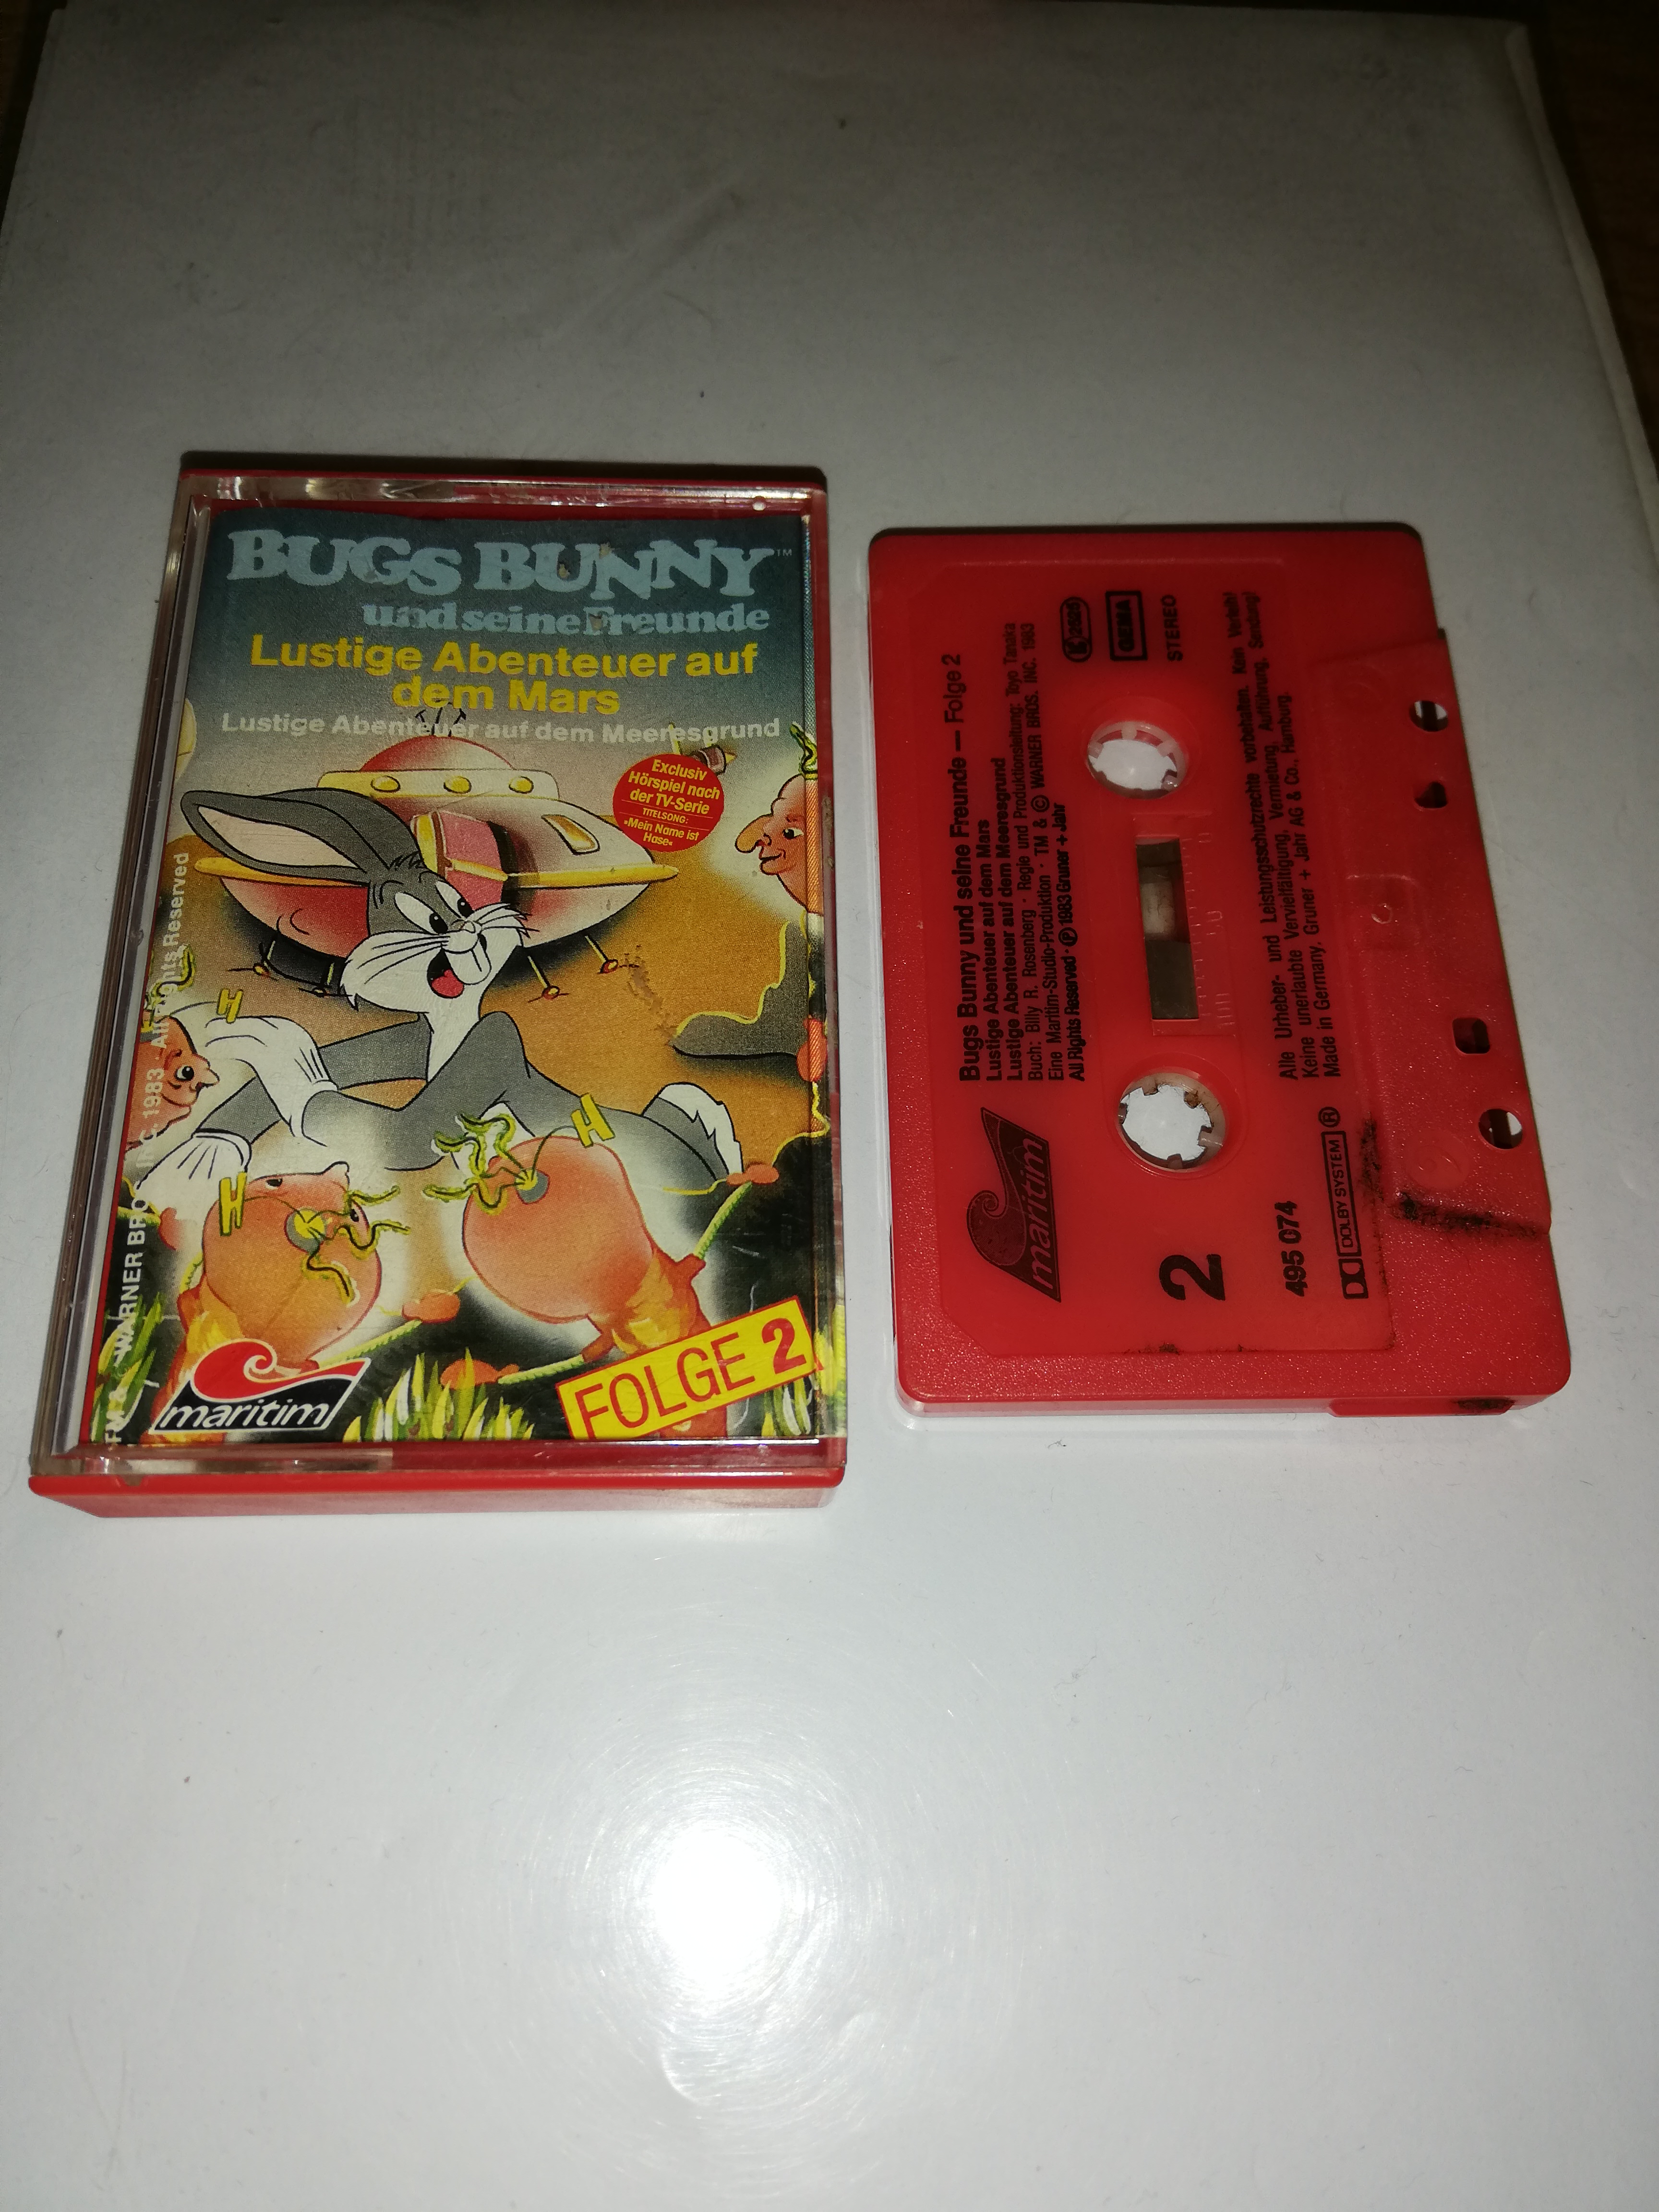 BUGS BUNNY™
und seine Freunde
Lustige Abenteuer auf
dem Mars
Lustige Abenteuer auf dem Meeresgrund
Exclusiv
Hörspiel nach
der TV-Serie
TITELSONG:
»Mein Name ist
Hase«
WARNER BROS. INC. 1983 · All Rights Reserved
H
H
H
maritim
FOLGE 2
Bugs Bunny und seine Freunde — Folge 2
Lustige Abenteuer auf dem Mars
Lustige Abenteuer auf dem Meeresgrund
Buch: Billy R. Rosenberg · Regie und Produktionsleitung: Toyo Tanaka
Eine Maritim-Studio-Produktion · TM & © WARNER BROS. INC. 1983
All Rights Reserved · Ⓟ 1983 Gruner + Jahr
maritim
GEMA
STEREO
2
495 074
Alle Urheber- und Leistungsschutzrechte vorbehalten. Kein Verleih!
Keine unerlaubte Vervielfältigung, Vermietung, Aufführung, Sendung!
Made in Germany. Gruner + Jahr AG & Co., Hamburg.
DOLBY SYSTEM ®